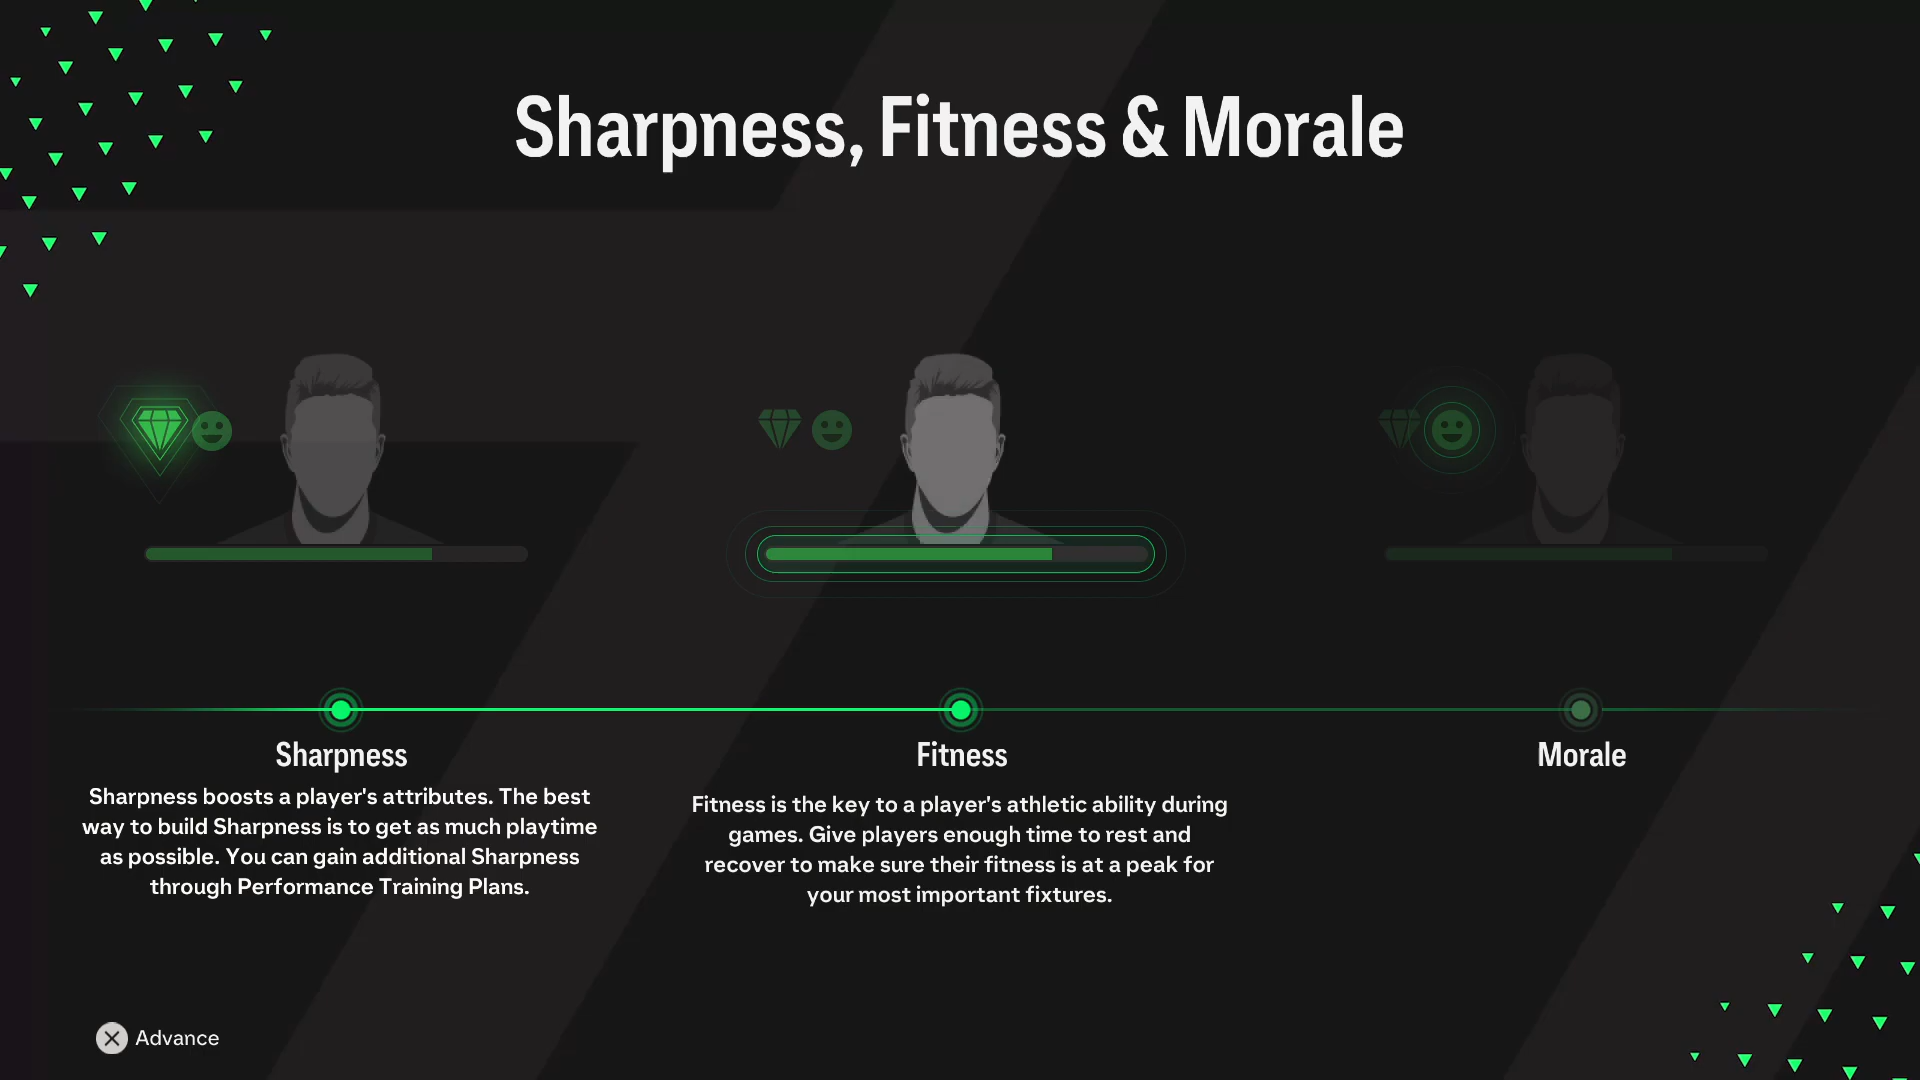 Sharpness, Fitness & Morale
Sharpness
Sharpness boosts a player's attributes. The best
way to build Sharpness is to get as much playtime
as possible. You can gain additional Sharpness
through Performance Training Plans.
Fitness
Fitness is the key to a player's athletic ability during
games. Give players enough time to rest and
recover to make sure their fitness is at a peak for
your most important fixtures.
Morale
Advance